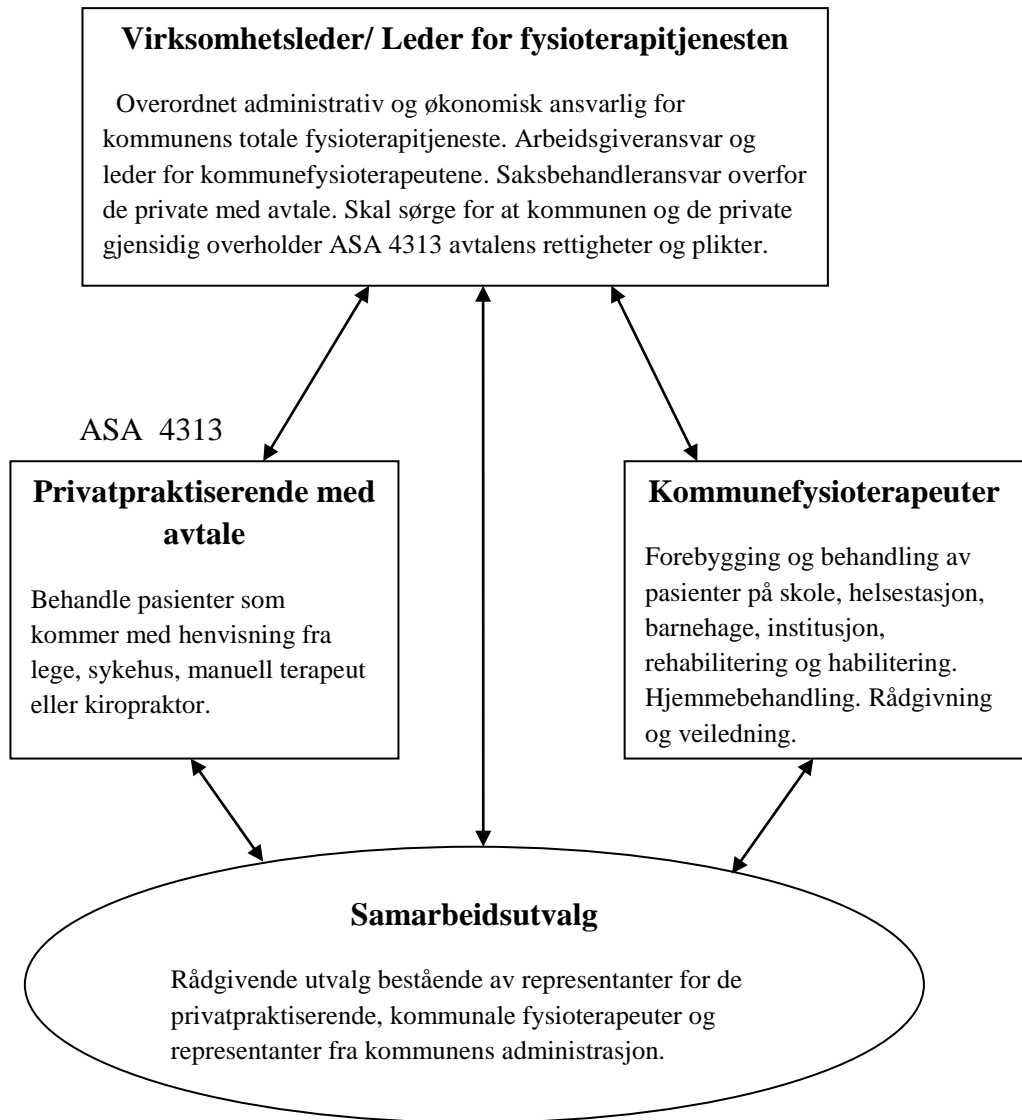 Virksomhetsleder/ Leder for fysioterapitjenesten
Overordnet administrativ og økonomisk ansvarlig for
kommunens totale fysioterapitjeneste. Arbeidsgiveransvar og
leder for kommunefysioterapeutene. Saksbehandleransvar overfor
de private med avtale. Skal sørge for at kommunen og de private
gjensidig overholder ASA 4313 avtalens rettigheter og plikter.
ASA 4313
Privatpraktiserende med
avtale
Behandle pasienter som
kommer med henvisning fra
lege, sykehus, manuell terapeut
eller kiropraktor.
Kommunefysioterapeuter
Forebygging og behandling av
pasienter på skole, helsestasjon,
barnehage, institusjon,
rehabilitering og habilitering.
Hjemmebehandling. Rådgivning
og veiledning.
Samarbeidsutvalg
Rådgivende utvalg bestående av representanter for de
privatpraktiserende, kommunale fysioterapeuter og
representanter fra kommunens administrasjon.